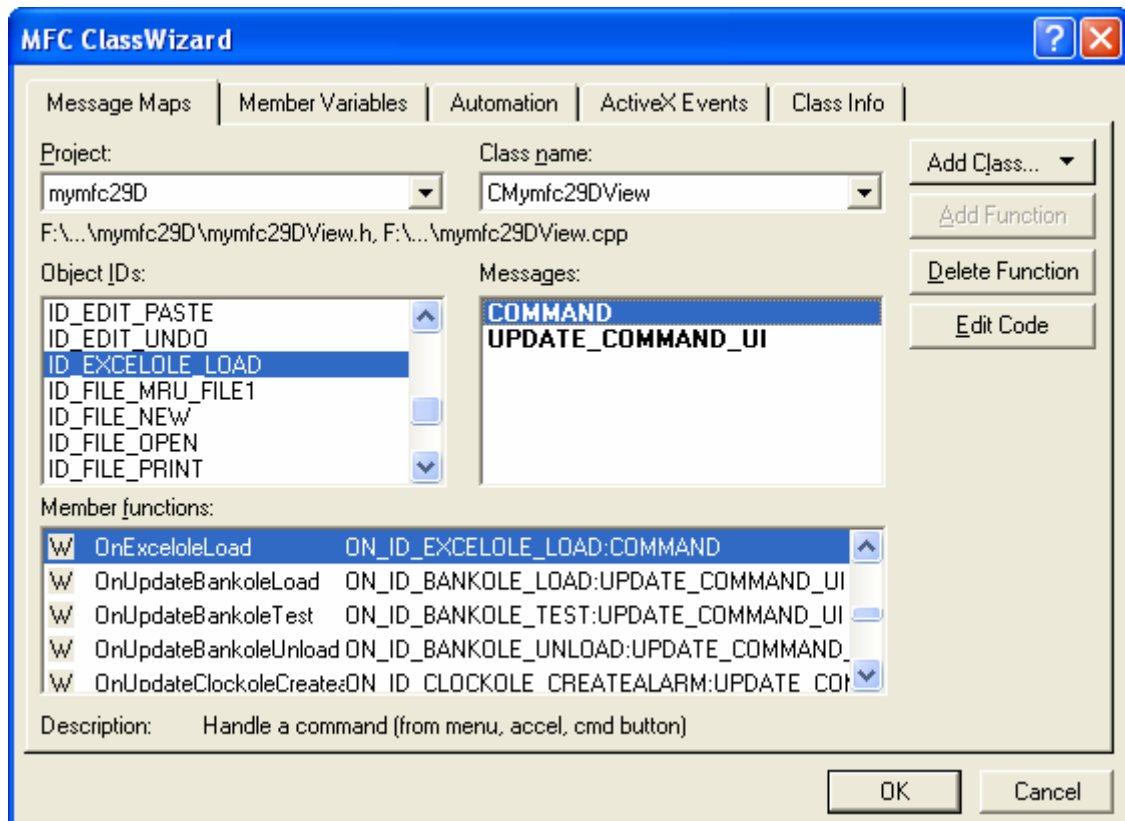 MFC ClassWizard
Message Maps Member Variables Automation ActiveX Events Class Info
Project: Class name:
Add Class...
mymfc29D CMymfc29DView
Add Function
F:\...\mymfc29D\mymfc29DView.h, F:\...\mymfc29DView.cpp
Object IDs: Messages:
Delete Function
ID_EDIT_PASTE COMMAND
ID_EDIT_UNDO UPDATE_COMMAND_UI
Edit Code
ID_EXCELOLE_LOAD
ID_FILE_MRU_FILE1
ID_FILE_NEW
ID_FILE_OPEN
ID_FILE_PRINT
Member functions:
W OnExceloleLoad ON_ID_EXCELOLE_LOAD:COMMAND
W OnUpdateBankoleLoad ON_ID_BANKOLE_LOAD:UPDATE_COMMAND_UI
W OnUpdateBankoleTest ON_ID_BANKOLE_TEST:UPDATE_COMMAND_UI
W OnUpdateBankoleUnload ON_ID_BANKOLE_UNLOAD:UPDATE_COMMAND_
W OnUpdateClockoleCreatea ON_ID_CLOCKOLE_CREATEALARM:UPDATE_COM
Description: Handle a command (from menu, accel, cmd button)
OK Cancel